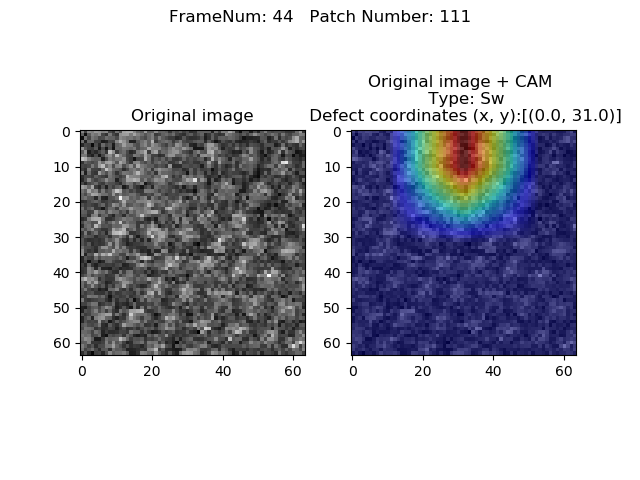 FrameNum: 44   Patch Number: 111
Original image
0
10
20
30
40
50
60
0 20 40 60
Original image + CAM
Type: Sw
Defect coordinates (x, y):[(0.0, 31.0)]
0
10
20
30
40
50
60
0 20 40 60